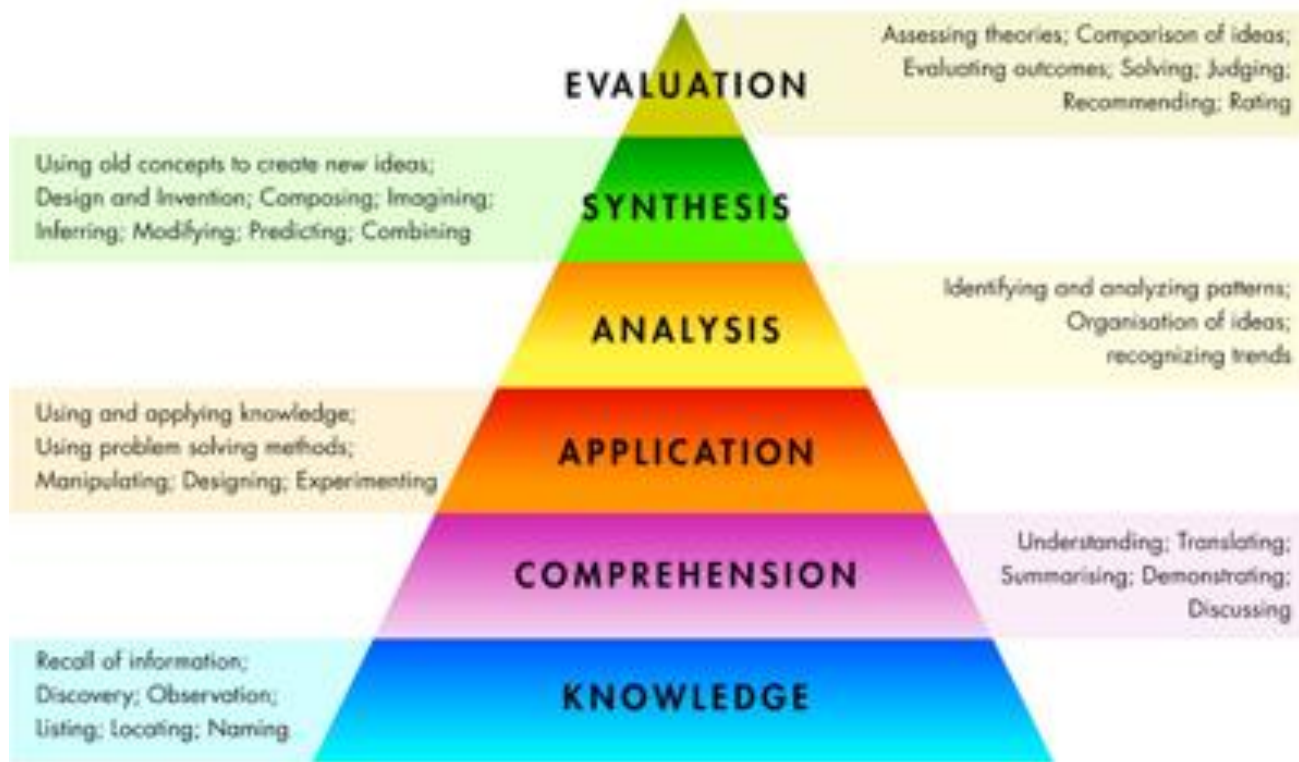 EVALUATION
Assessing theories; Comparison of ideas;
Evaluating outcomes; Solving; Judging;
Recommending; Rating
Using old concepts to create new ideas;
Design and Invention; Composing; Imagining;
Inferring; Modifying; Predicting; Combining
SYNTHESIS
ANALYSIS
Identifying and analyzing patterns;
Organisation of ideas;
recognizing trends
Using and applying knowledge;
Using problem solving methods;
Manipulating; Designing; Experimenting
APPLICATION
COMPREHENSION
Understanding; Translating;
Summarising; Demonstrating;
Discussing
Recall of information;
Discovery; Observation;
Listing; Locating; Naming
KNOWLEDGE